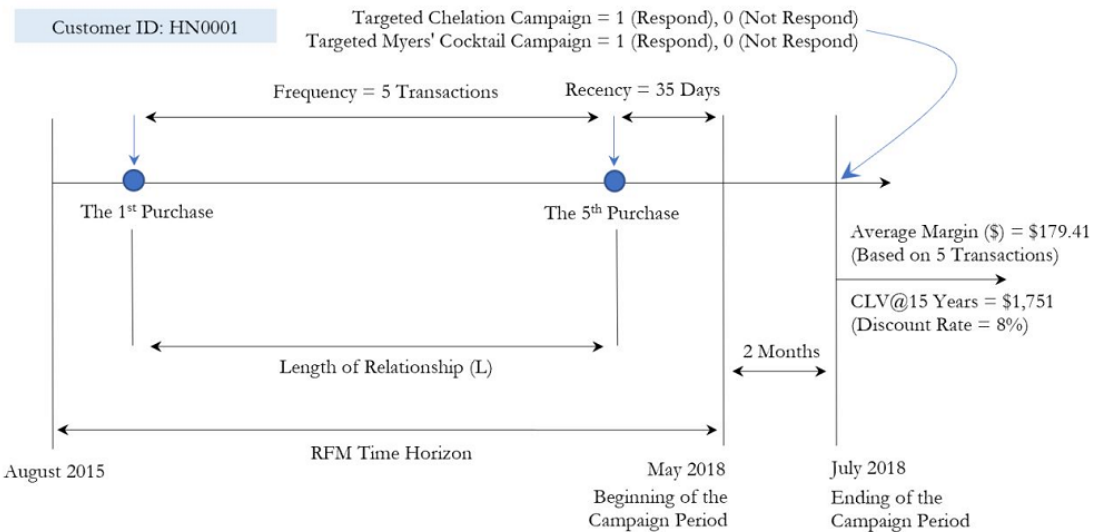 Customer ID: HN0001
Targeted Chelation Campaign = 1 (Respond), 0 (Not Respond)
Targeted Myers' Cocktail Campaign = 1 (Respond), 0 (Not Respond)
Frequency = 5 Transactions
Recency = 35 Days
The 1st Purchase
The 5th Purchase
Average Margin ($) = $179.41
(Based on 5 Transactions)
CLV@15 Years = $1,751
(Discount Rate = 8%)
2 Months
Length of Relationship (L)
RFM Time Horizon
August 2015
May 2018
Beginning of the
Campaign Period
July 2018
Ending of the
Campaign Period